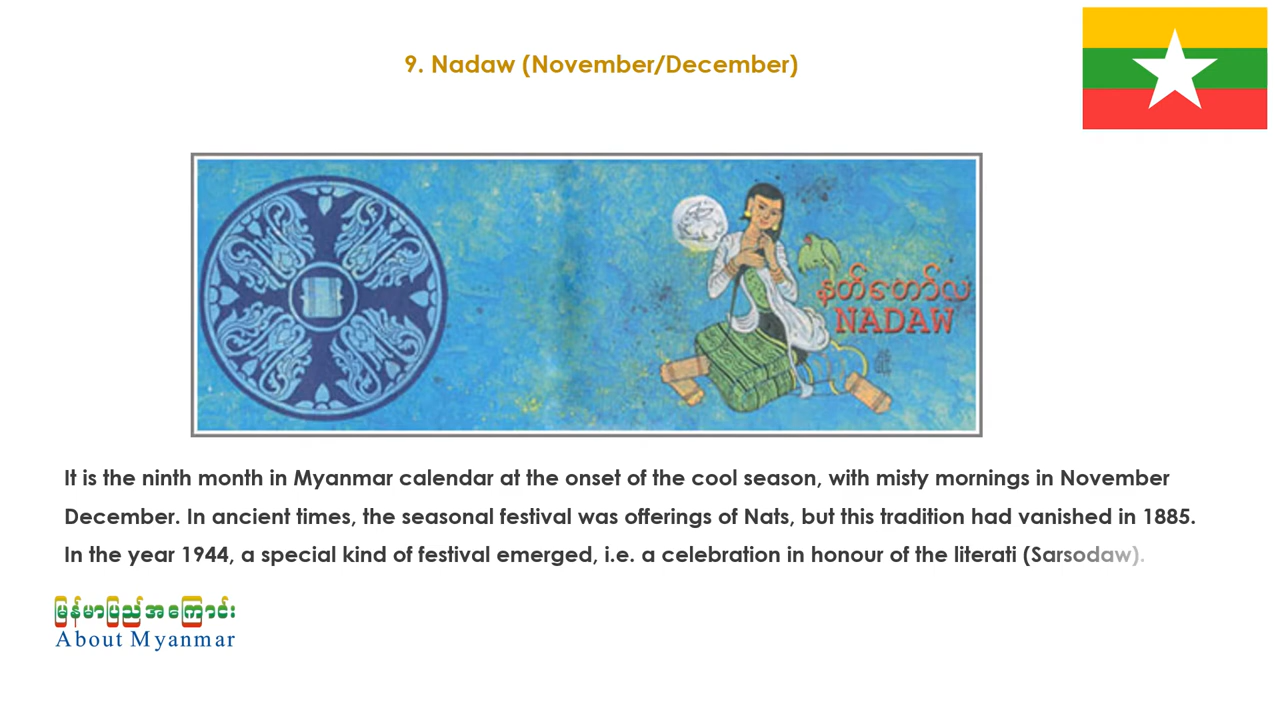 9. Nadaw (November/December)
နတ်တော်လ
NADAW
It is the ninth month in Myanmar calendar at the onset of the cool season, with misty mornings in November
December. In ancient times, the seasonal festival was offerings of Nats, but this tradition had vanished in 1885.
In the year 1944, a special kind of festival emerged, i.e. a celebration in honour of the literati (Sarsodaw).
မြန်မာပြည်အကြောင်း
About Myanmar